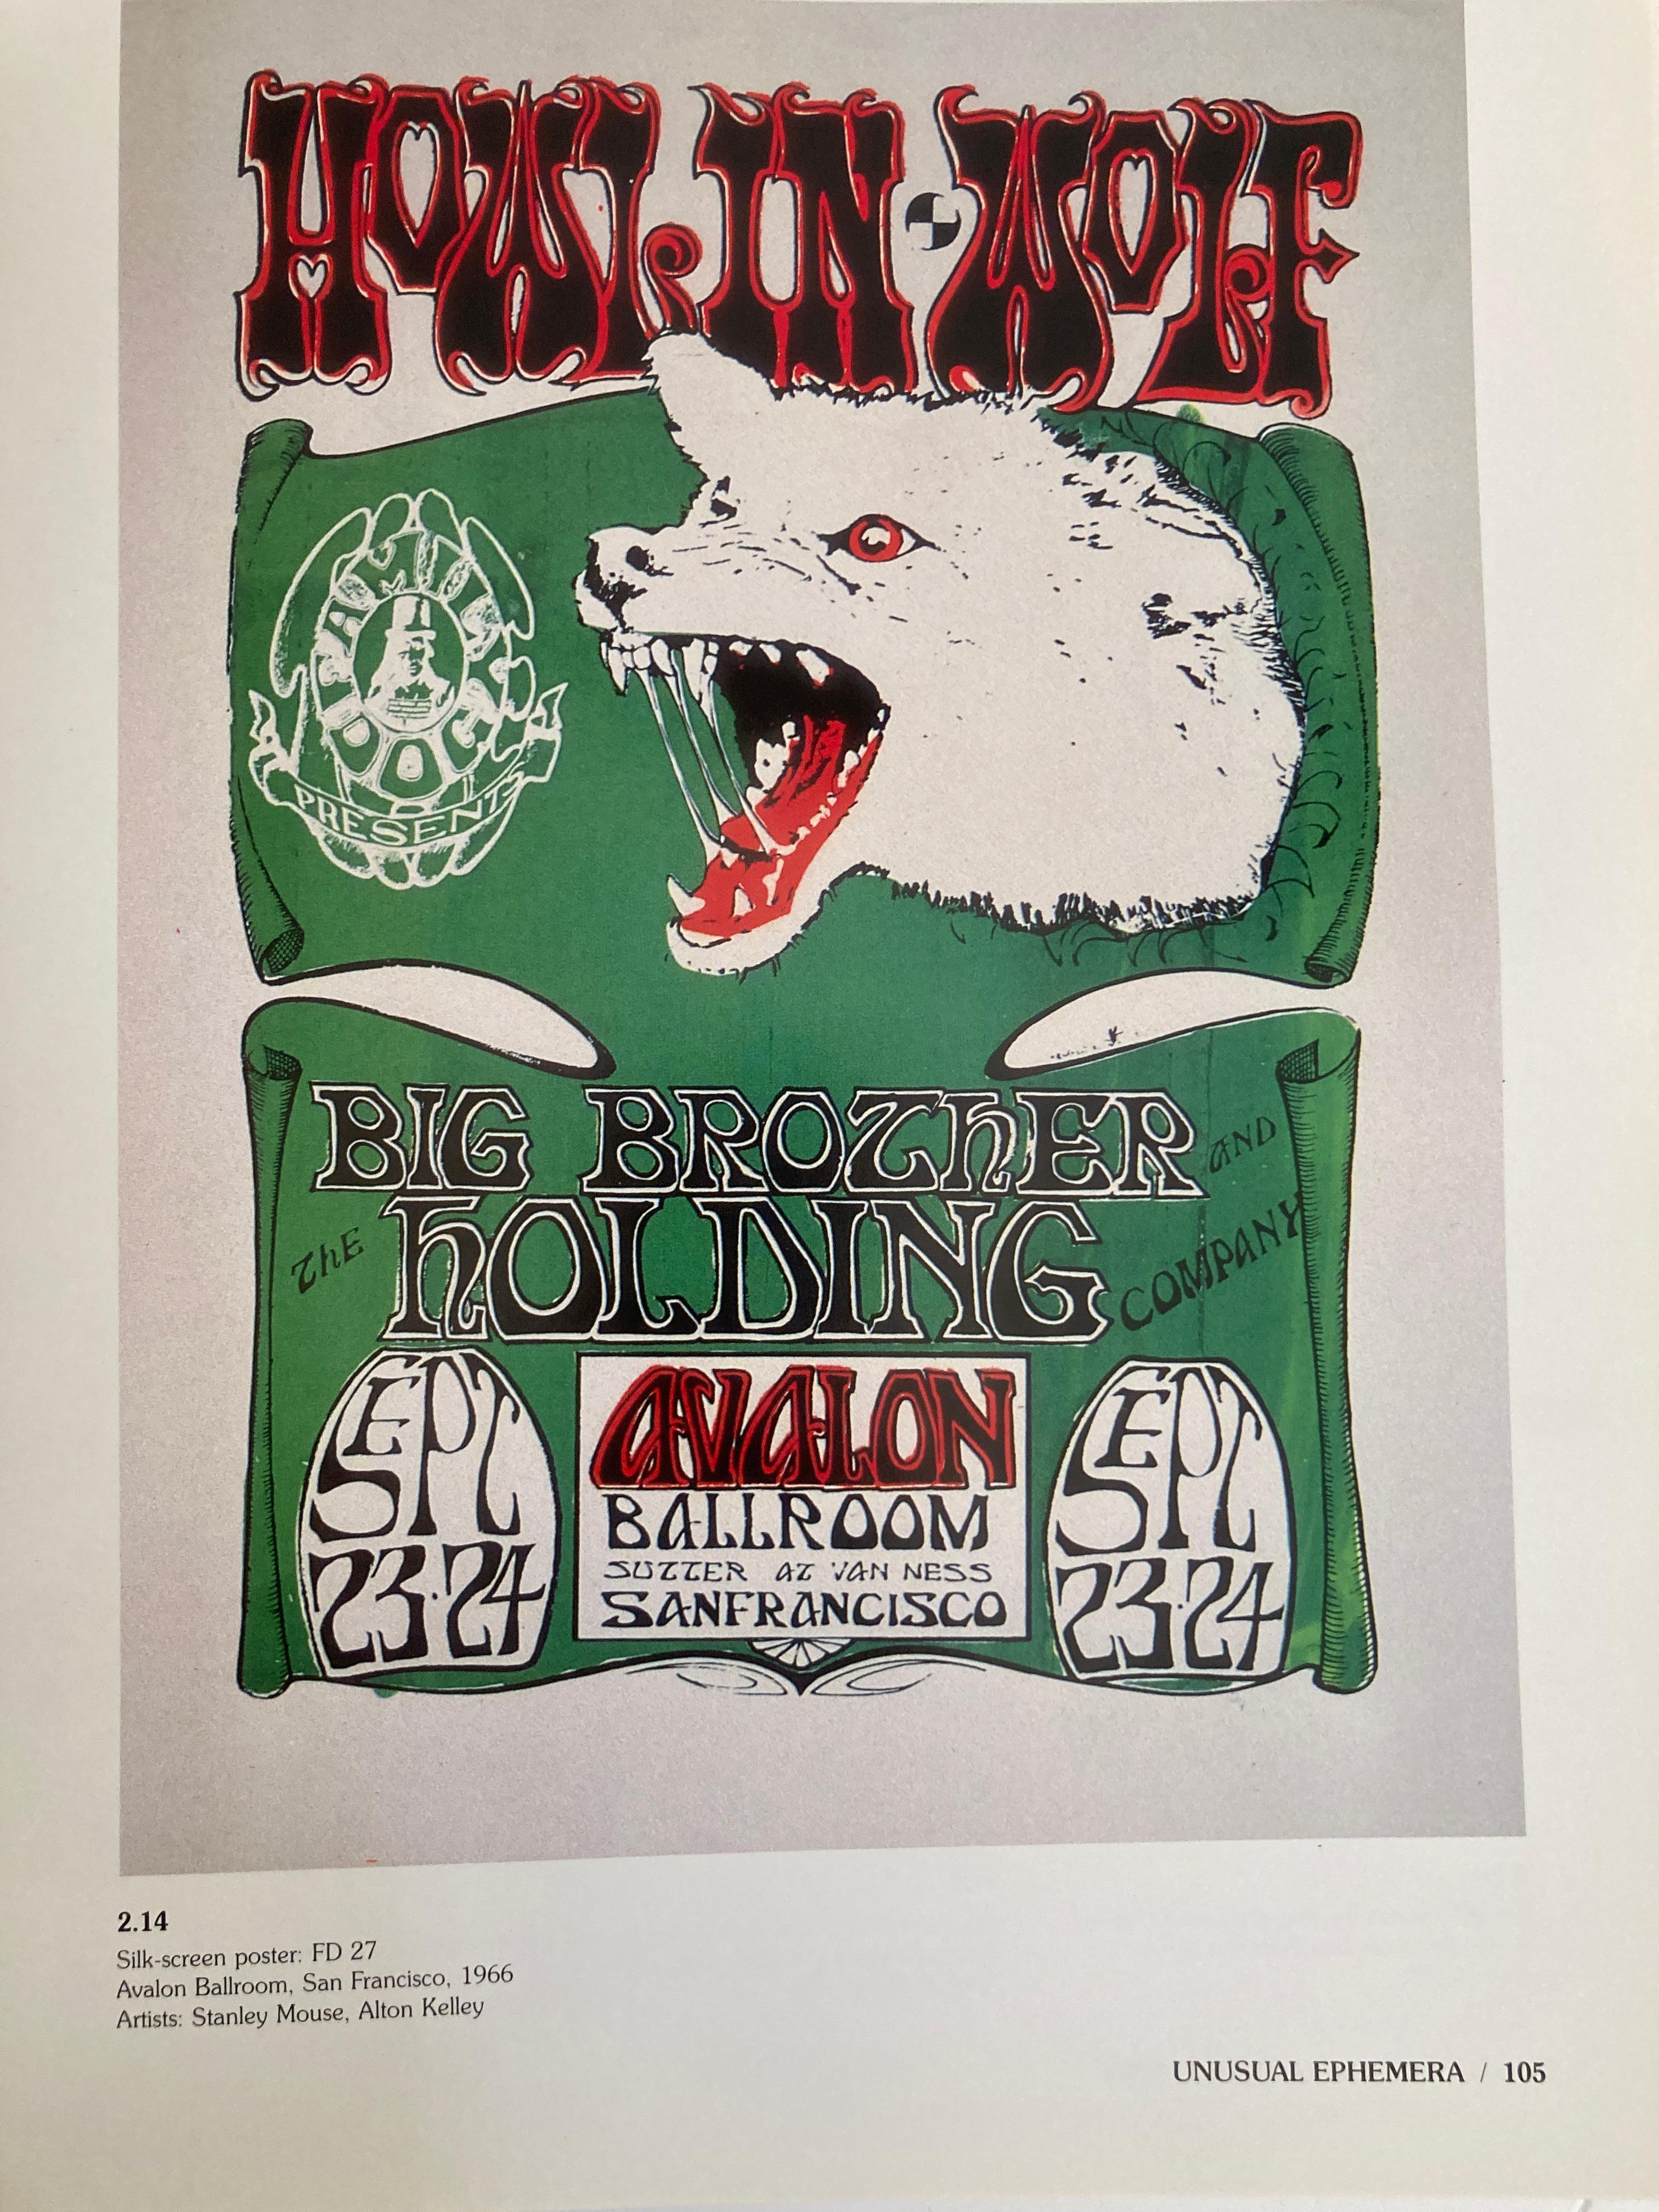 HOWLIN WOLF
FAMILY DOG
PRESENTS
BIG BROTHER AND
THE HOLDING COMPANY
SEPT 23·24
AVALON
BALLROOM
SUTTER AT VAN NESS
SANFRANCISCO
SEPT 23·24
2.14
Silk-screen poster: FD 27
Avalon Ballroom, San Francisco, 1966
Artists: Stanley Mouse, Alton Kelley
UNUSUAL EPHEMERA / 105